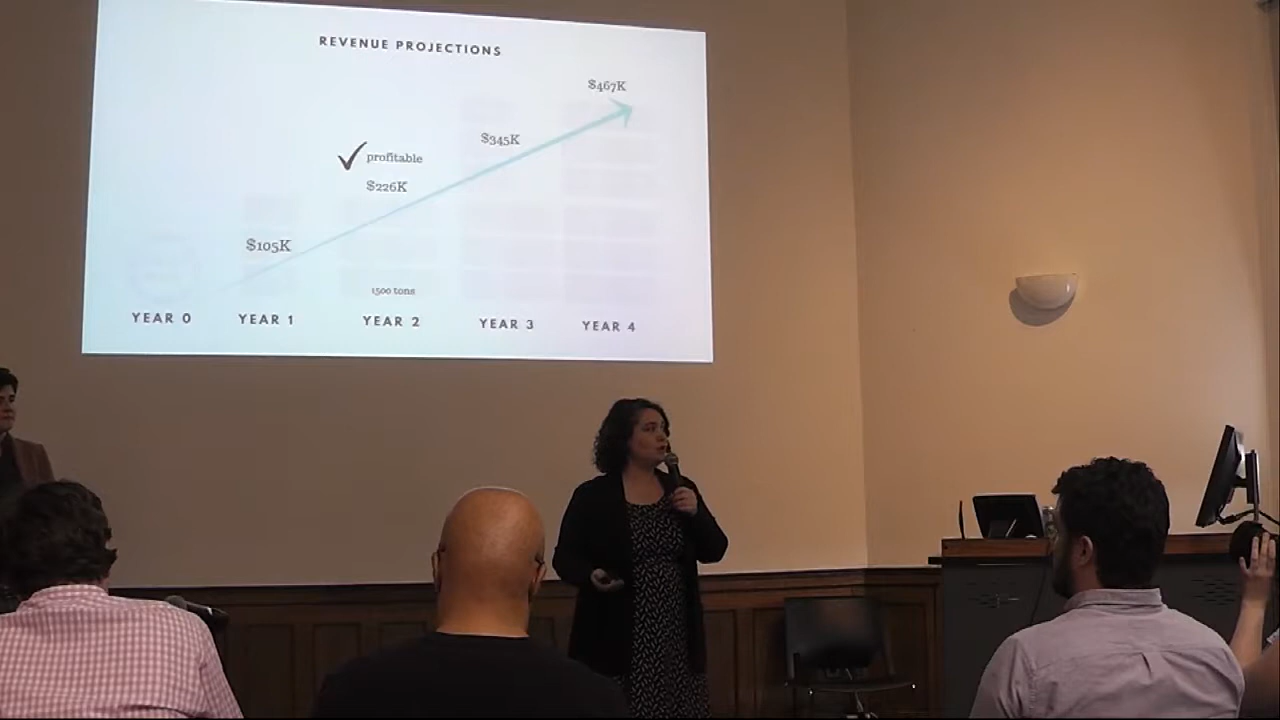 REVENUE PROJECTIONS
$467K
$345K
profitable
$226K
$105K
1500 tons
YEAR 0 YEAR 1 YEAR 2 YEAR 3 YEAR 4